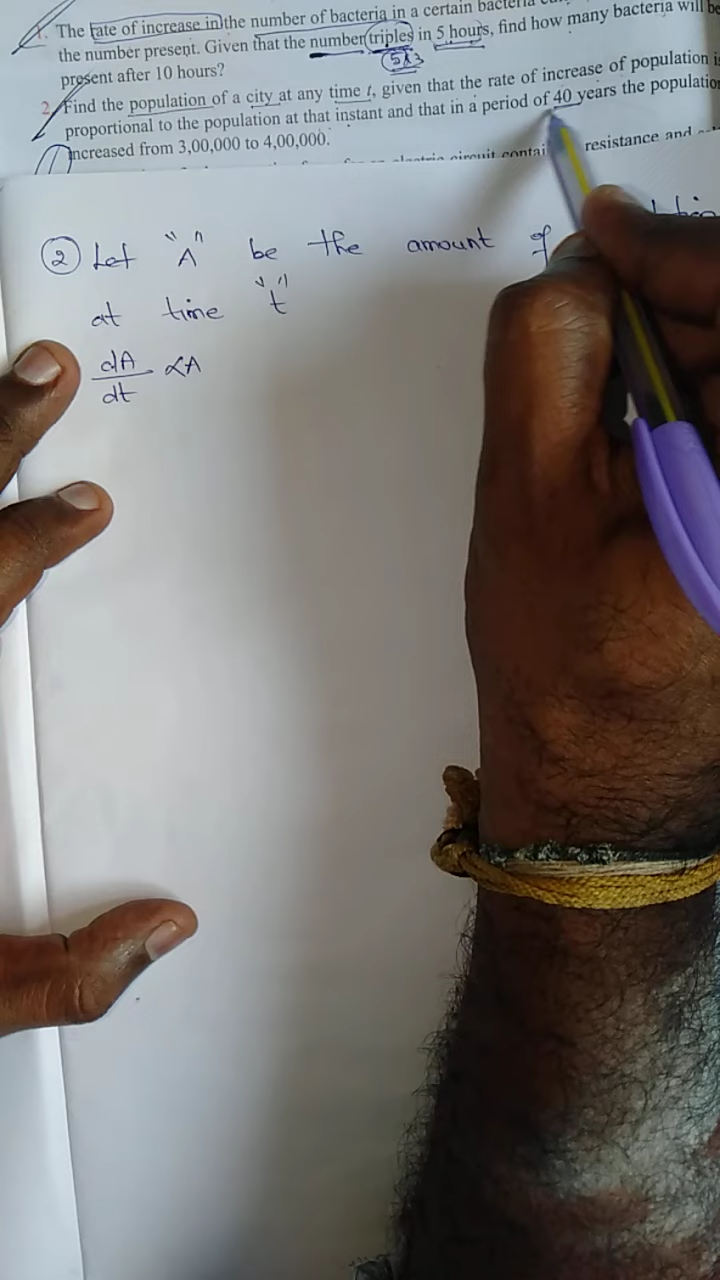 1. The rate of increase in the number of bacteria in a certain bacteria
the number present. Given that the number triples in 5 hours, find how many bacteria will be
present after 10 hours?
5x3
2. Find the population of a city at any time t, given that the rate of increase of population is
proportional to the population at that instant and that in a period of 40 years the population
increased from 3,00,000 to 4,00,000.
electric circuit resistance and
② Let "A" be the amount of
at time "t"
dA/dt ∝A